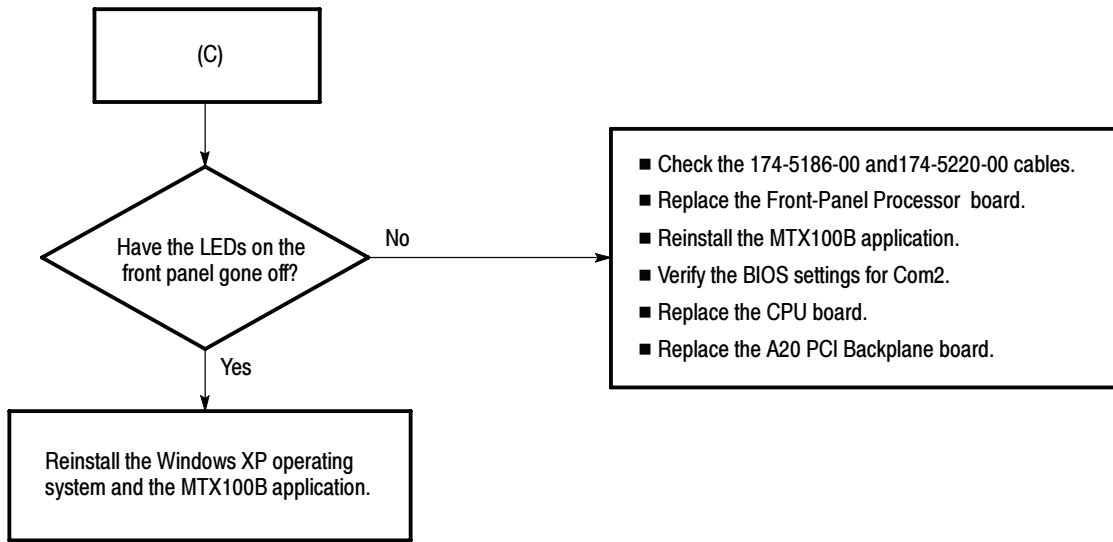 (C)
Have the LEDs on the
front panel gone off?
No
Yes
■ Check the 174-5186-00 and174-5220-00 cables.
■ Replace the Front-Panel Processor board.
■ Reinstall the MTX100B application.
■ Verify the BIOS settings for Com2.
■ Replace the CPU board.
■ Replace the A20 PCI Backplane board.
Reinstall the Windows XP operating
system and the MTX100B application.